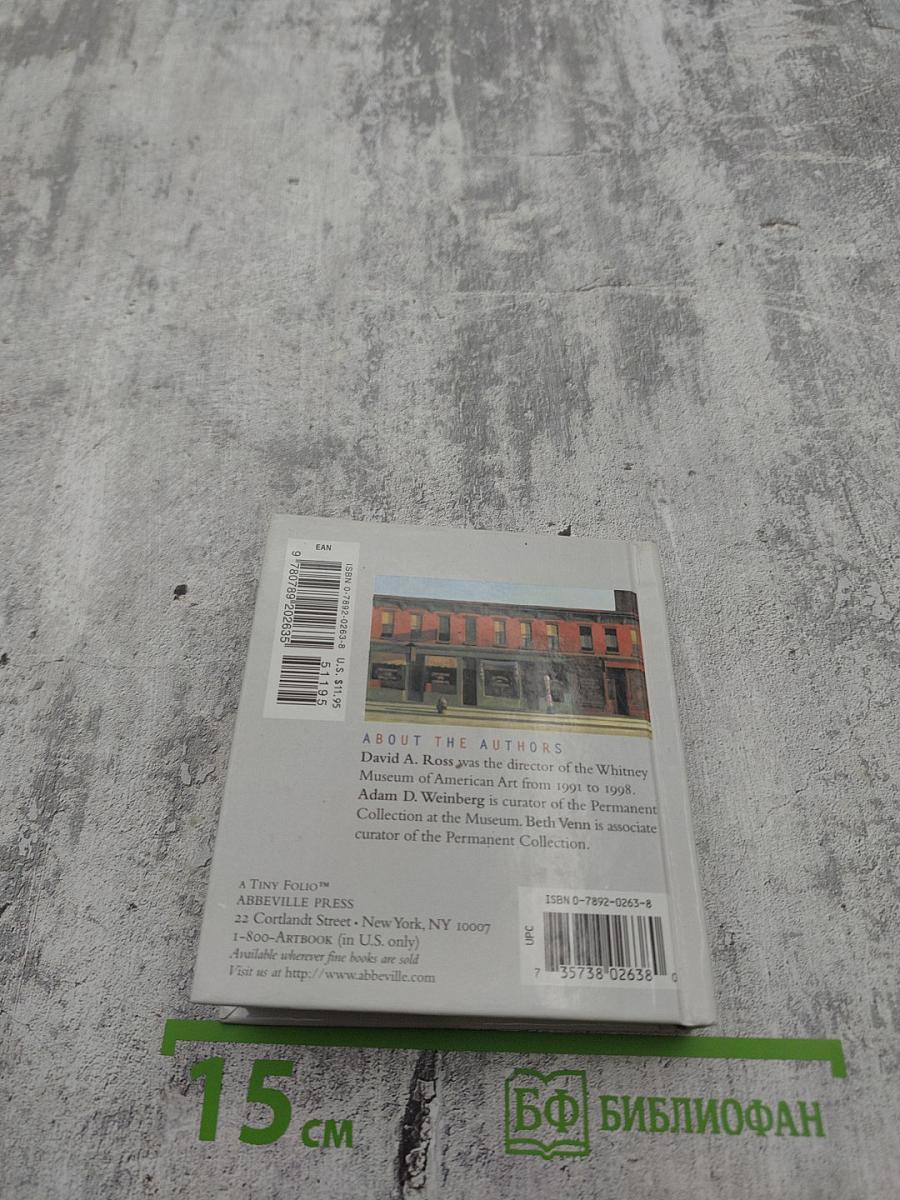 EAN
9 780789 202635
51195
ISBN 0-7892-0263-8 U.S. $11.95
ABOUT THE AUTHORS
David A. Ross was the director of the Whitney
Museum of American Art from 1991 to 1998.
Adam D. Weinberg is curator of the Permanent
Collection at the Museum. Beth Venn is associate
curator of the Permanent Collection.
A TINY FOLIO™
ABBEVILLE PRESS
22 Cortlandt Street • New York, NY 10007
1-800-ARTBOOK (in U.S. only)
Available wherever fine books are sold
Visit us at http://www.abbeville.com
ISBN 0-7892-0263-8
UPC
7 35738 02638 0
15 см
БФ БИБЛИОФАН